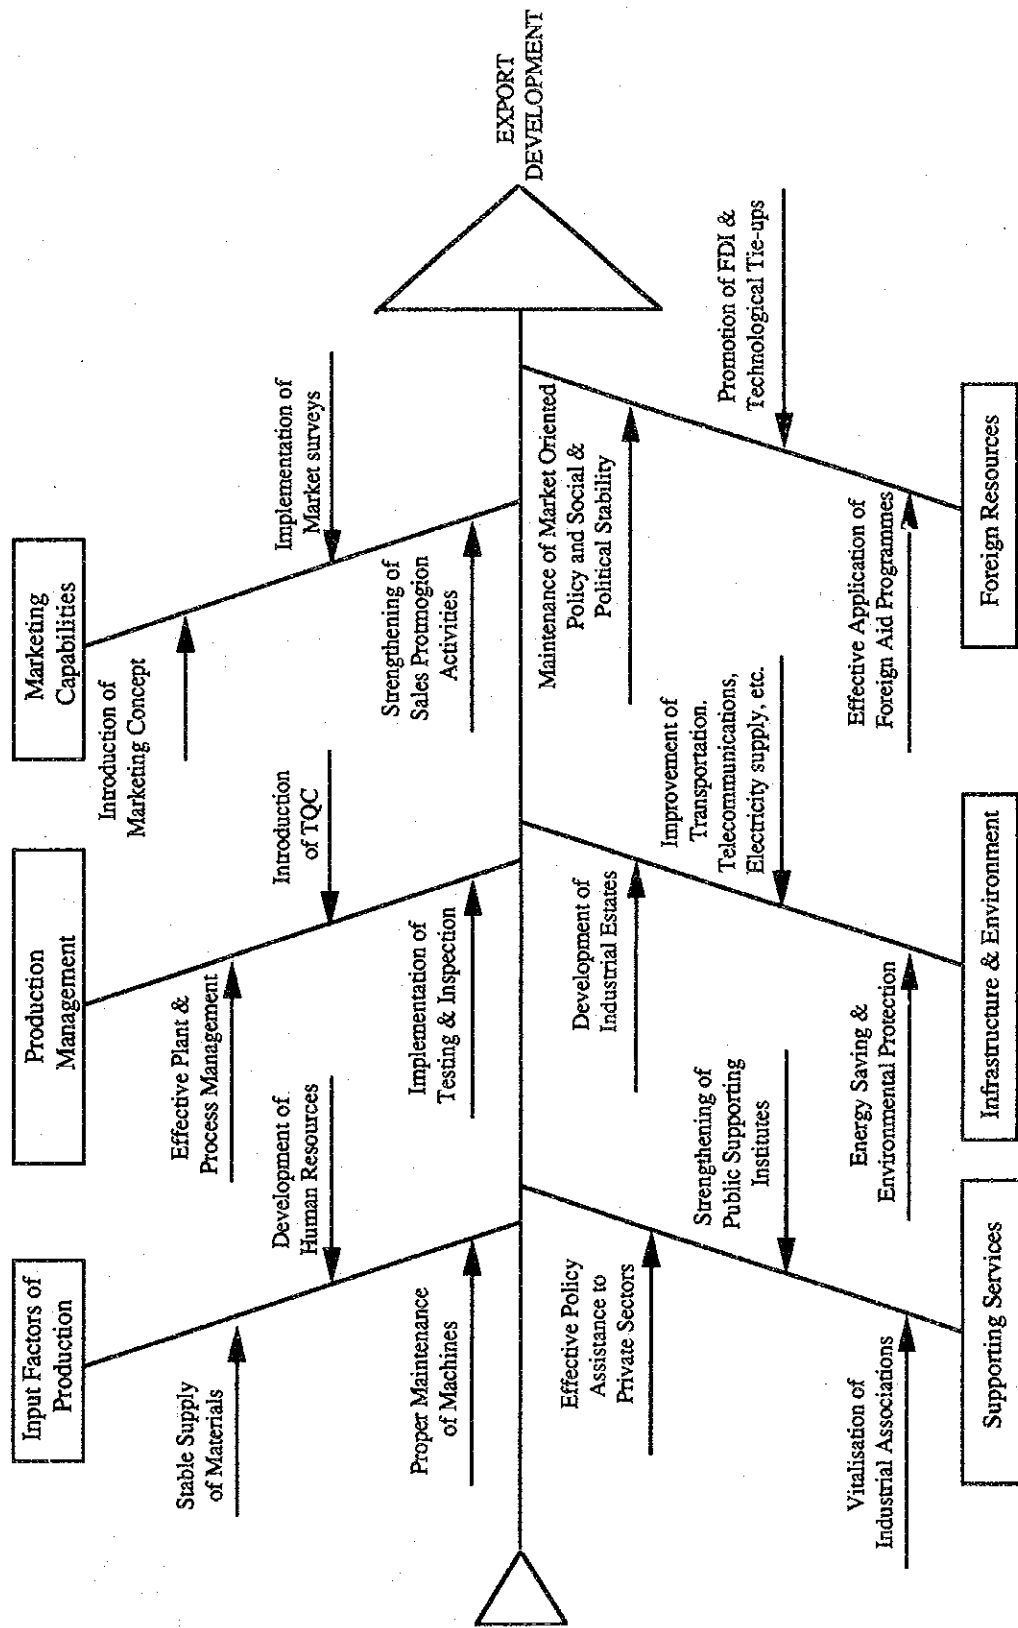 Input Factors of
Production
Production
Management
Marketing
Capabilities
Stable Supply
of Materials
Development of
Human Resources
Proper Maintenance
of Machines
Effective Plant &
Process Management
Introduction
of TQC
Implementation of
Testing & Inspection
Introduction of
Marketing Concept
Implementation of
Market surveys
Strengthening of
Sales Protmogion
Activities
EXPORT
DEVELOPMENT
Effective Policy
Assistance to
Private Sectors
Strengthening of
Public Supporting
Institutes
Vitalisation of
Industrial Associations
Development of
Industrial Estates
Improvement of
Transportation.
Telecommunications,
Electricity supply, etc.
Energy Saving &
Environmental Protection
Maintenance of Market Oriented
Policy and Social &
Political Stability
Promotion of FDI &
Technological Tie-ups
Effective Application of
Foreign Aid Programmes
Supporting Services
Infrastructure & Environment
Foreign Resources